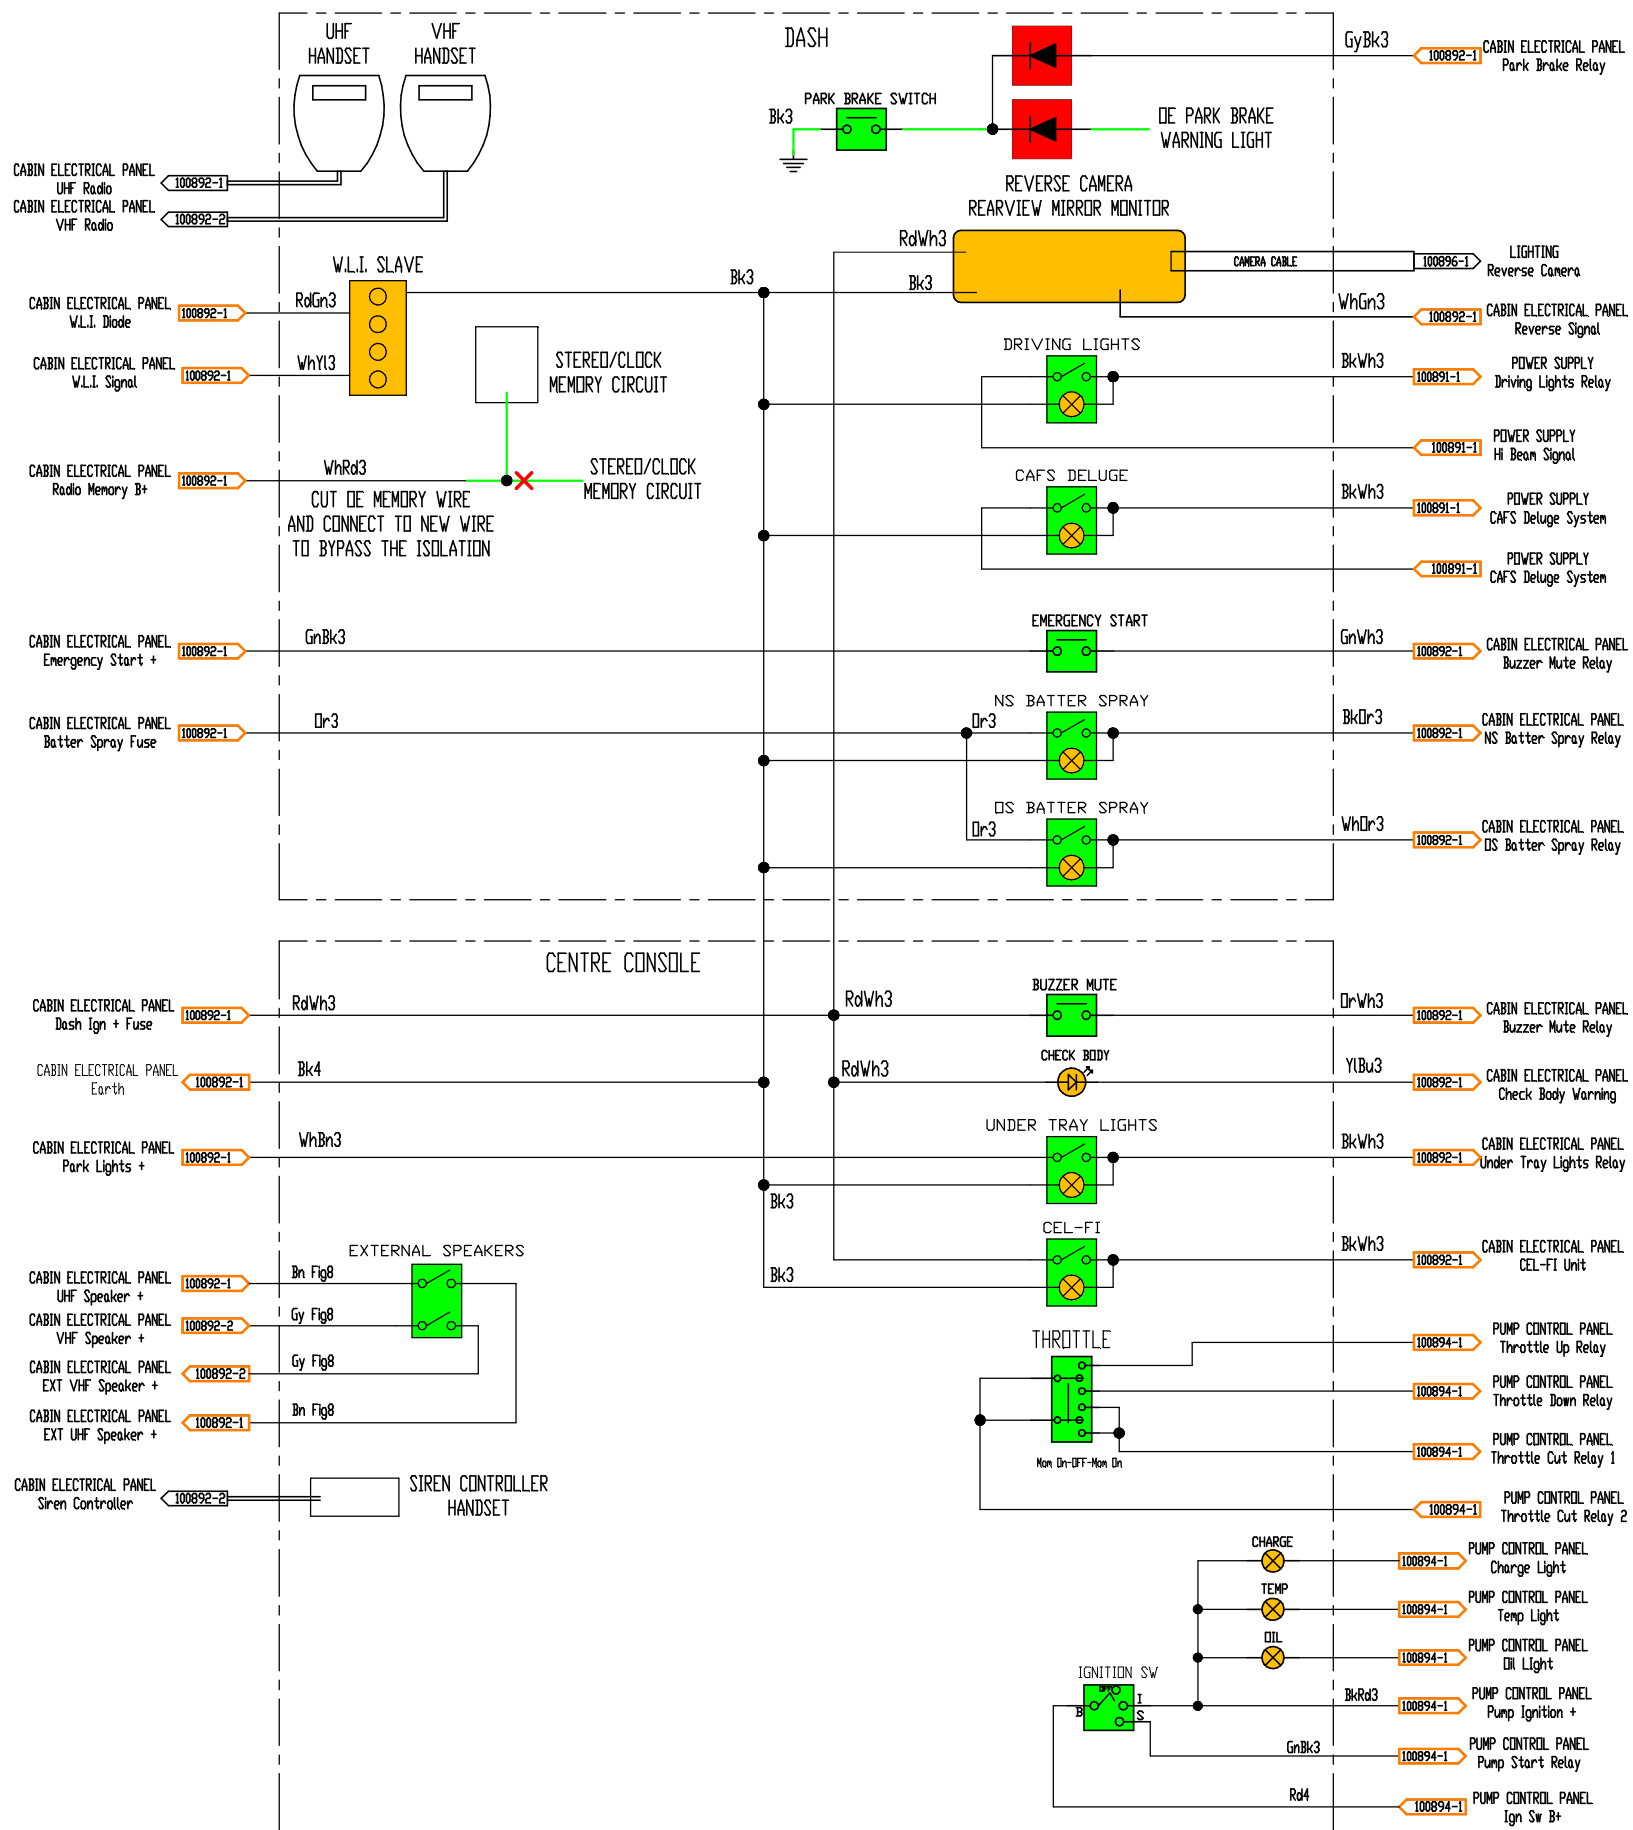 UHF
HANDSET
VHF
HANDSET
DASH
GyBk3
100892-1
CABIN ELECTRICAL PANEL
Park Brake Relay
PARK BRAKE SWITCH
Bk3
OE PARK BRAKE
WARNING LIGHT
CABIN ELECTRICAL PANEL
UHF Radio
100892-1
CABIN ELECTRICAL PANEL
VHF Radio
100892-2
REVERSE CAMERA
REARVIEW MIRROR MONITOR
RdWh3
Bk3
CAMERA CABLE
100896-1
LIGHTING
Reverse Camera
W.L.I. SLAVE
Bk3
CABIN ELECTRICAL PANEL
W.L.I. Diode
100892-1
RdGn3
WhGn3
100892-1
CABIN ELECTRICAL PANEL
Reverse Signal
CABIN ELECTRICAL PANEL
W.L.I. Signal
100892-1
WhYl3
STEREO/CLOCK
MEMORY CIRCUIT
DRIVING LIGHTS
BkWh3
100891-1
POWER SUPPLY
Driving Lights Relay
100891-1
POWER SUPPLY
Hi Beam Signal
CABIN ELECTRICAL PANEL
Radio Memory B+
100892-1
WhRd3
STEREO/CLOCK
MEMORY CIRCUIT
CUT OE MEMORY WIRE
AND CONNECT TO NEW WIRE
TO BYPASS THE ISOLATION
CAFS DELUGE
BkWh3
100891-1
POWER SUPPLY
CAFS Deluge System
100891-1
POWER SUPPLY
CAFS Deluge System
CABIN ELECTRICAL PANEL
Emergency Start +
100892-1
GnBk3
EMERGENCY START
GnWh3
100892-1
CABIN ELECTRICAL PANEL
Buzzer Mute Relay
CABIN ELECTRICAL PANEL
Batter Spray Fuse
100892-1
Or3
Or3
NS BATTER SPRAY
BkOr3
100892-1
CABIN ELECTRICAL PANEL
NS Batter Spray Relay
OS BATTER SPRAY
Or3
WhOr3
100892-1
CABIN ELECTRICAL PANEL
OS Batter Spray Relay
CENTRE CONSOLE
CABIN ELECTRICAL PANEL
Dash Ign + Fuse
100892-1
RdWh3
RdWh3
BUZZER MUTE
OrWh3
100892-1
CABIN ELECTRICAL PANEL
Buzzer Mute Relay
CABIN ELECTRICAL PANEL
Earth
100892-1
Bk4
RdWh3
CHECK BODY
YlBu3
100892-1
CABIN ELECTRICAL PANEL
Check Body Warning
CABIN ELECTRICAL PANEL
Park Lights +
100892-1
WhBn3
UNDER TRAY LIGHTS
Bk3
BkWh3
100892-1
CABIN ELECTRICAL PANEL
Under Tray Lights Relay
CEL-FI
Bk3
BkWh3
100892-1
CABIN ELECTRICAL PANEL
CEL-FI Unit
EXTERNAL SPEAKERS
CABIN ELECTRICAL PANEL
UHF Speaker +
100892-1
Bn Fig8
CABIN ELECTRICAL PANEL
VHF Speaker +
100892-2
Gy Fig8
CABIN ELECTRICAL PANEL
EXT VHF Speaker +
100892-2
Gy Fig8
CABIN ELECTRICAL PANEL
EXT UHF Speaker +
100892-1
Bn Fig8
THROTTLE
Mom On-OFF-Mom On
100894-1
PUMP CONTROL PANEL
Throttle Up Relay
100894-1
PUMP CONTROL PANEL
Throttle Down Relay
100894-1
PUMP CONTROL PANEL
Throttle Cut Relay 1
100894-1
PUMP CONTROL PANEL
Throttle Cut Relay 2
CABIN ELECTRICAL PANEL
Siren Controller
100892-2
SIREN CONTROLLER
HANDSET
CHARGE
100894-1
PUMP CONTROL PANEL
Charge Light
TEMP
100894-1
PUMP CONTROL PANEL
Temp Light
OIL
100894-1
PUMP CONTROL PANEL
Oil LIght
IGNITION SW
OFF
B
I
S
BkRd3
100894-1
PUMP CONTROL PANEL
Pump Ignition +
GnBk3
100894-1
PUMP CONTROL PANEL
Pump Start Relay
Rd4
100894-1
PUMP CONTROL PANEL
Ign Sw B+